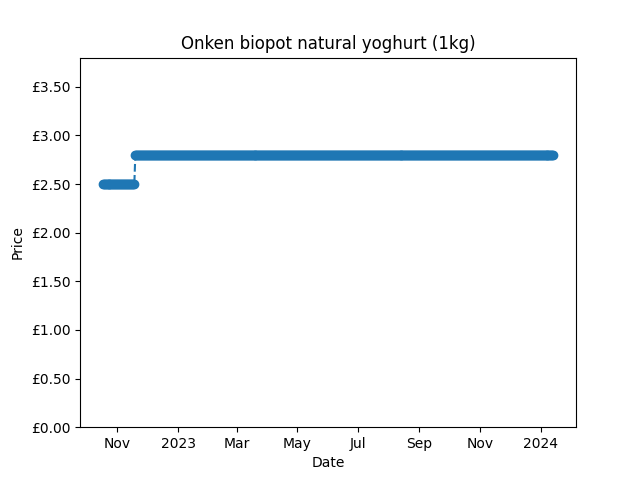 Onken biopot natural yoghurt (1kg)
£3.50
£3.00
£2.50
£2.00
£1.50
£1.00
£0.50
£0.00
Price
Nov 2023 Mar May Jul Sep Nov 2024
Date